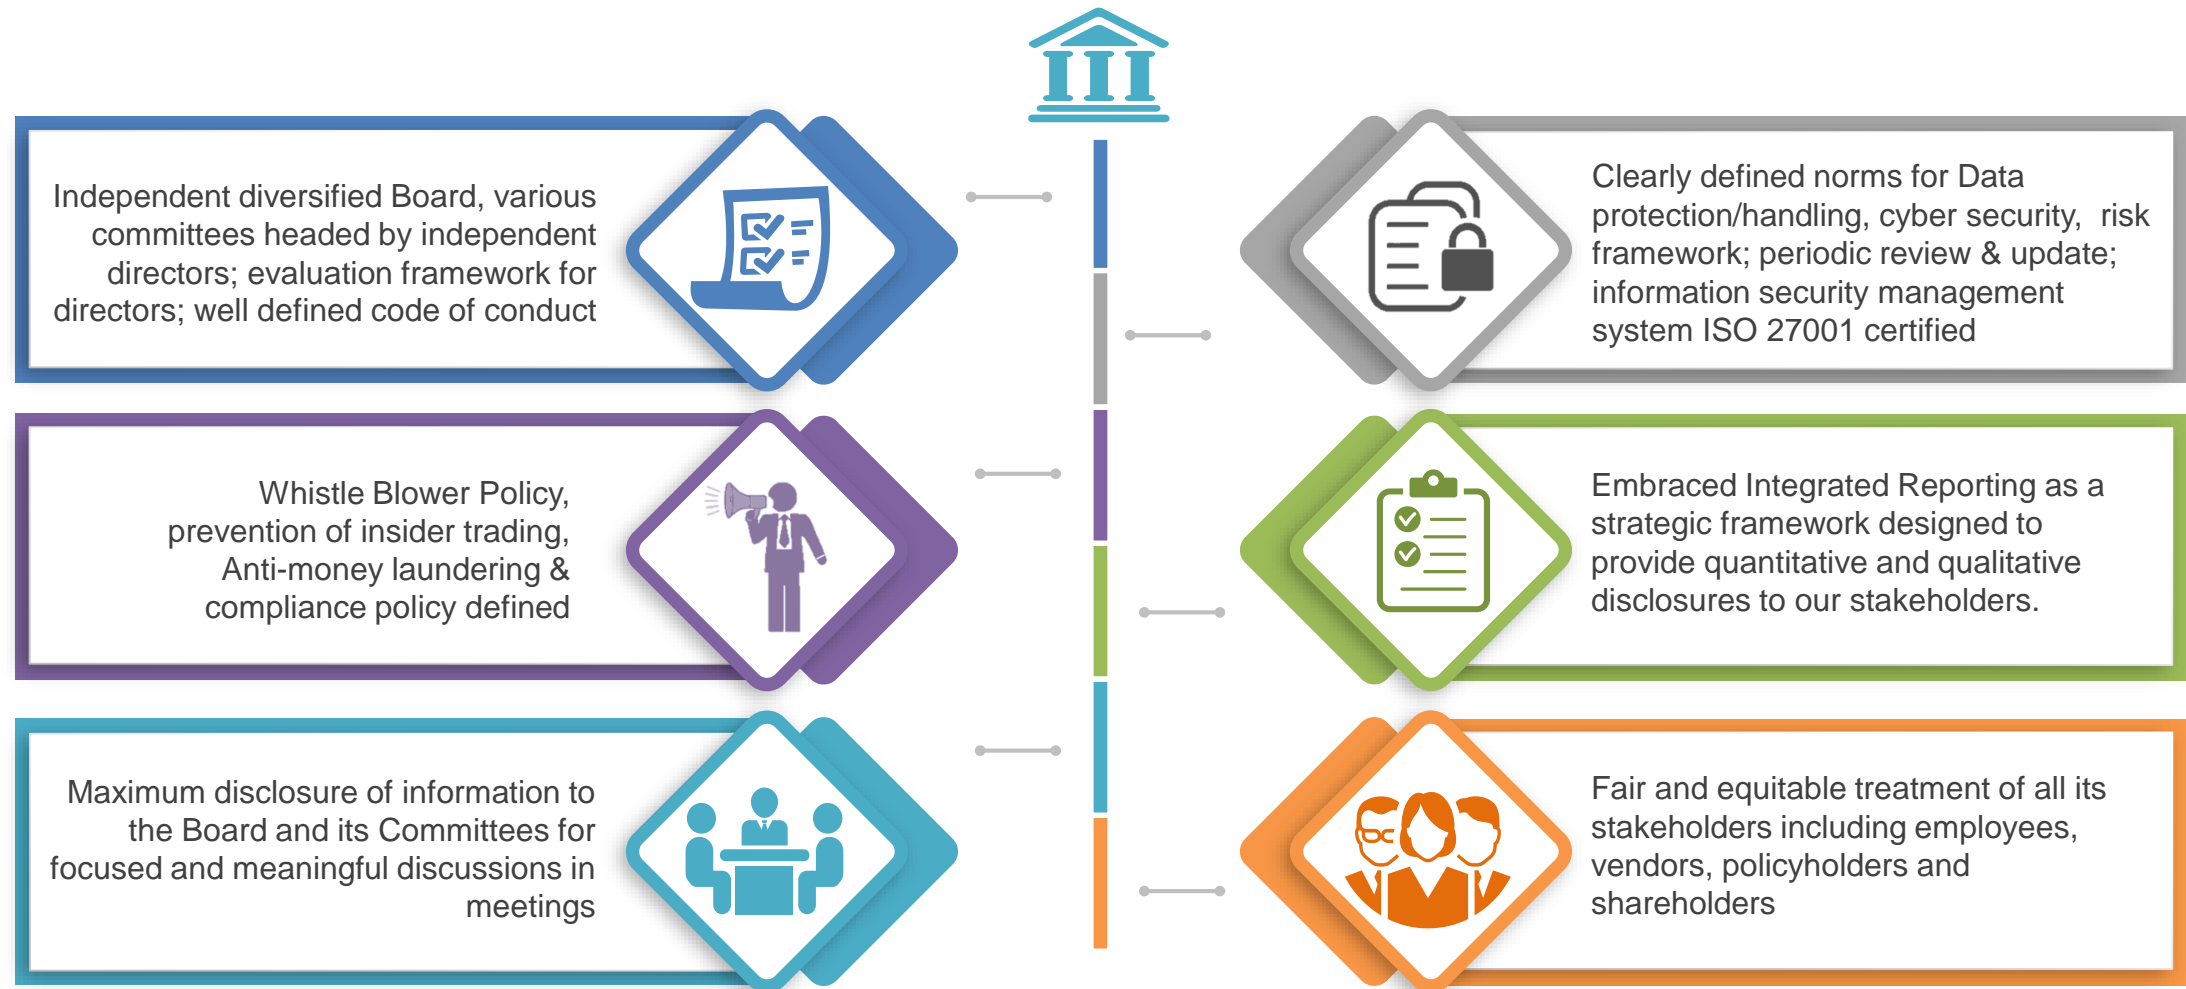 Independent diversified Board, various
committees headed by independent
directors; evaluation framework for
directors; well defined code of conduct
Clearly defined norms for Data
protection/handling, cyber security, risk
framework; periodic review & update;
information security management
system ISO 27001 certified
Whistle Blower Policy,
prevention of insider trading,
Anti-money laundering &
compliance policy defined
Embraced Integrated Reporting as a
strategic framework designed to
provide quantitative and qualitative
disclosures to our stakeholders.
Maximum disclosure of information to
the Board and its Committees for
focused and meaningful discussions in
meetings
Fair and equitable treatment of all its
stakeholders including employees,
vendors, policyholders and
shareholders